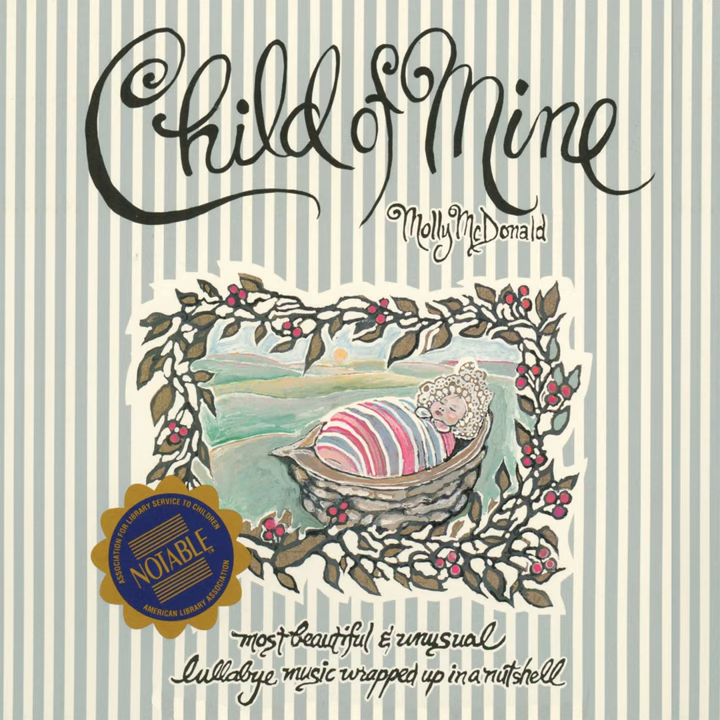 Child of Mine
Molly McDonald
ASSOCIATION FOR LIBRARY SERVICE TO CHILDREN
NOTABLE
AMERICAN LIBRARY ASSOCIATION
most beautiful & unusual
lullabye music wrapped up in a nutshell